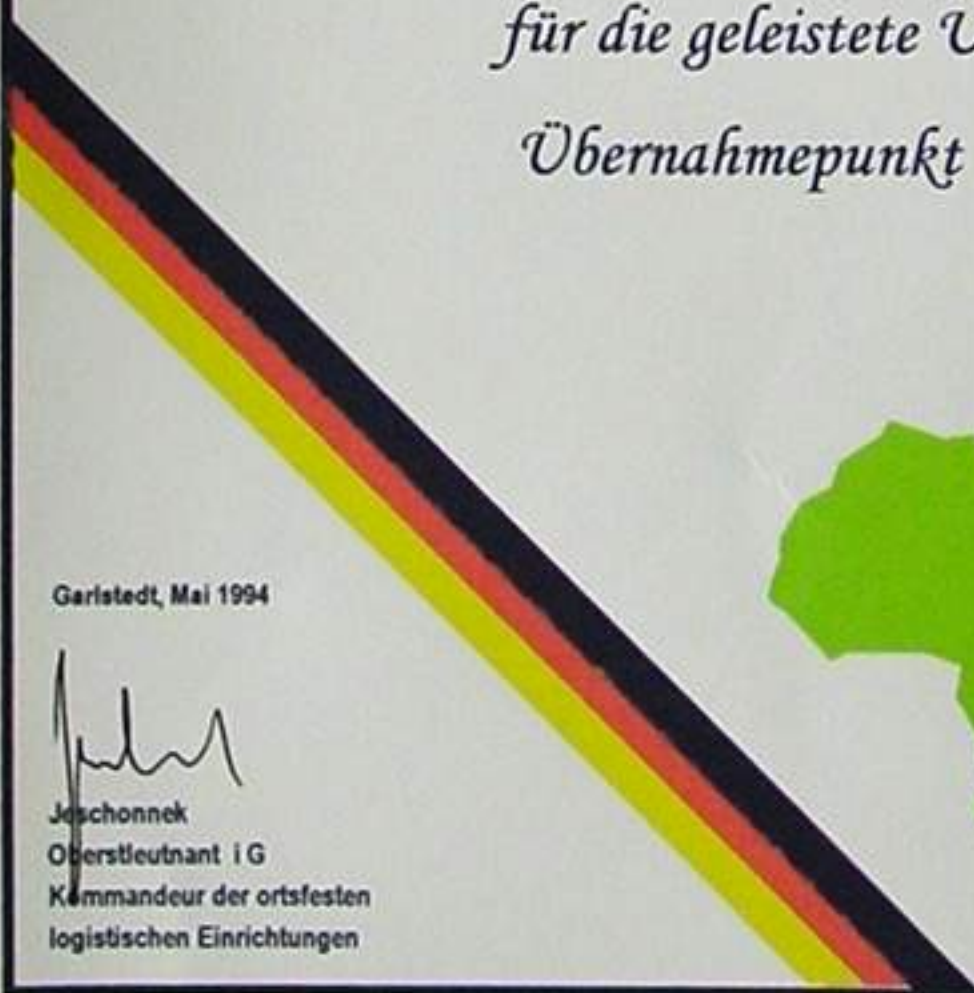 für die geleistete U
Übernahmepunkt
Garlstedt, Mai 1994
Jeschonnek
Oberstleutnant i G
Kommandeur der ortsfesten
logistischen Einrichtungen